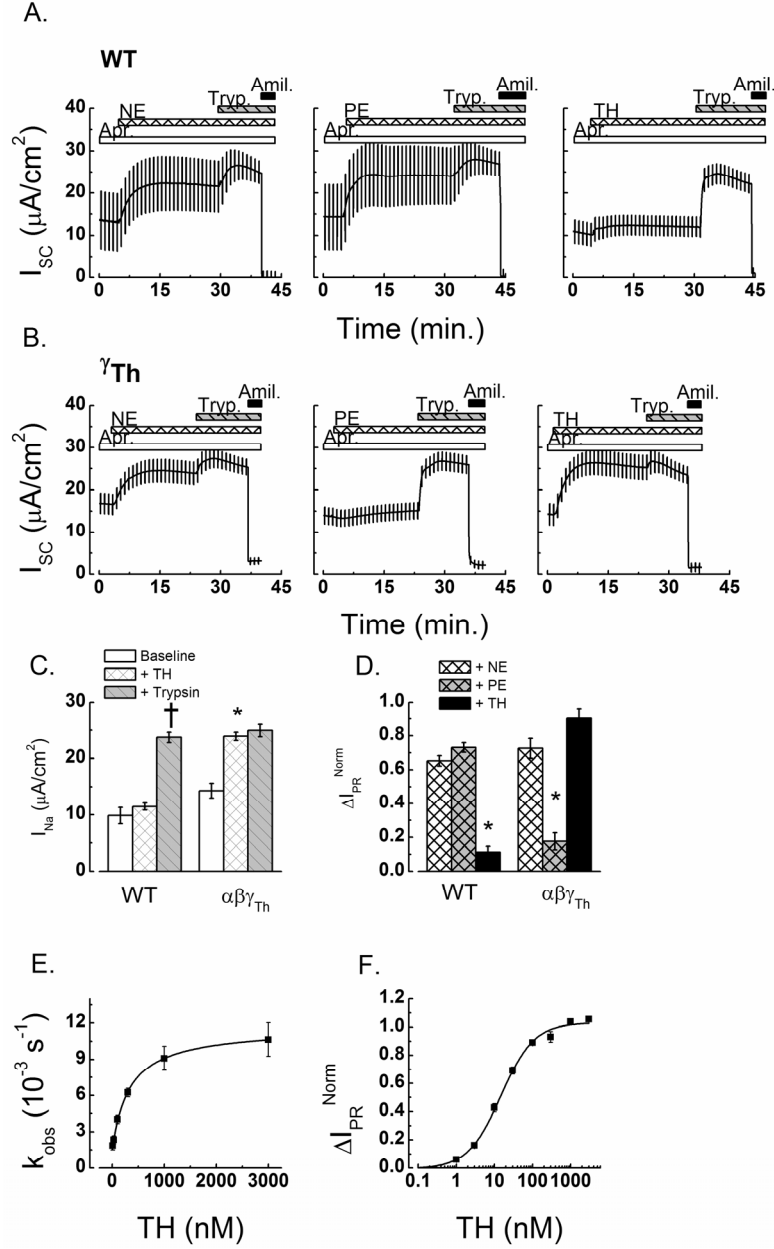 A.
WT
Amil.
Tryp.
NE
Apr.
Amil.
Tryp.
PE
Apr.
Amil.
Tryp.
TH
Apr.
40
30
20
10
0
I_SC (μA/cm²)
0 15 30 45
0 15 30 45
0 15 30 45
Time (min.)
B.
γTh
Amil.
Tryp.
NE
Apr.
Amil.
Tryp.
PE
Apr.
Amil.
Tryp.
TH
Apr.
40
30
20
10
0
I_SC (μA/cm²)
0 15 30 45
0 15 30 45
0 15 30 45
Time (min.)
C.
Baseline
+ TH
+ Trypsin
30
20
10
0
I_Na (μA/cm²)
†
*
WT
αβγ_Th
D.
+ NE
+ PE
+ TH
1.0
0.8
0.6
0.4
0.2
0.0
ΔI_PR^Norm
*
*
WT
αβγ_Th
E.
12
9
6
3
0
k_obs (10⁻³ s⁻¹)
0 1000 2000 3000
TH (nM)
F.
1.2
1.0
0.8
0.6
0.4
0.2
0.0
ΔI_PR^Norm
0.1 1 10 100 1000
TH (nM)